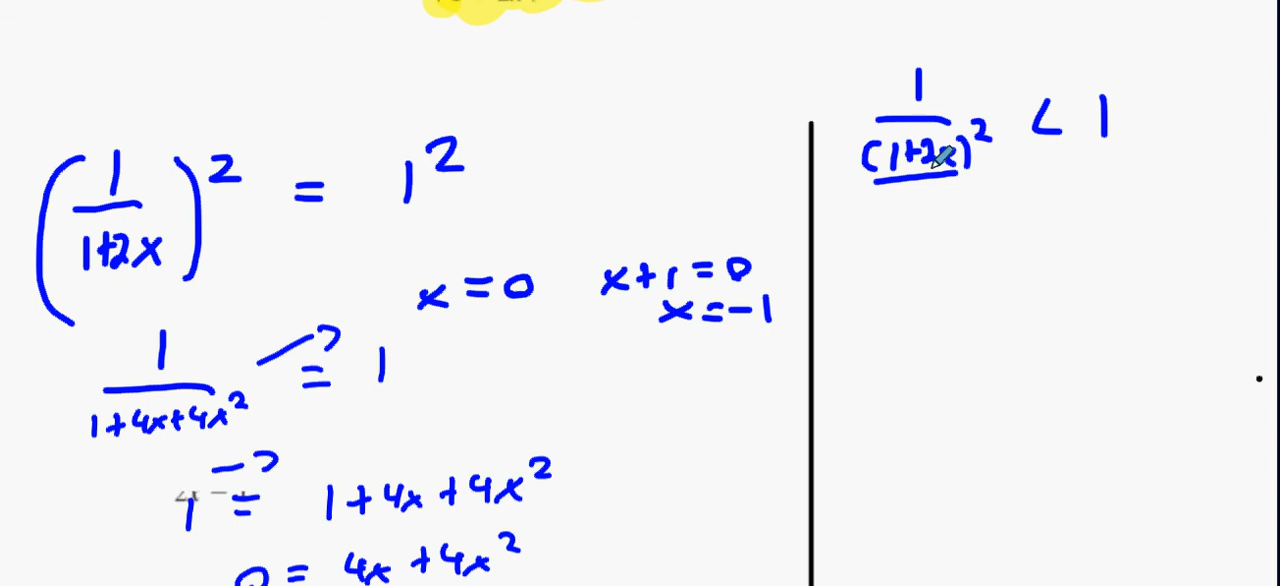 (1/(1+2x))² = 1²
x = 0
x + 1 = 0
x = -1
1/(1+4x+4x²) = 1
1 = 1 + 4x + 4x²
0 = 4x + 4x²
1/(1+2x)² < 1